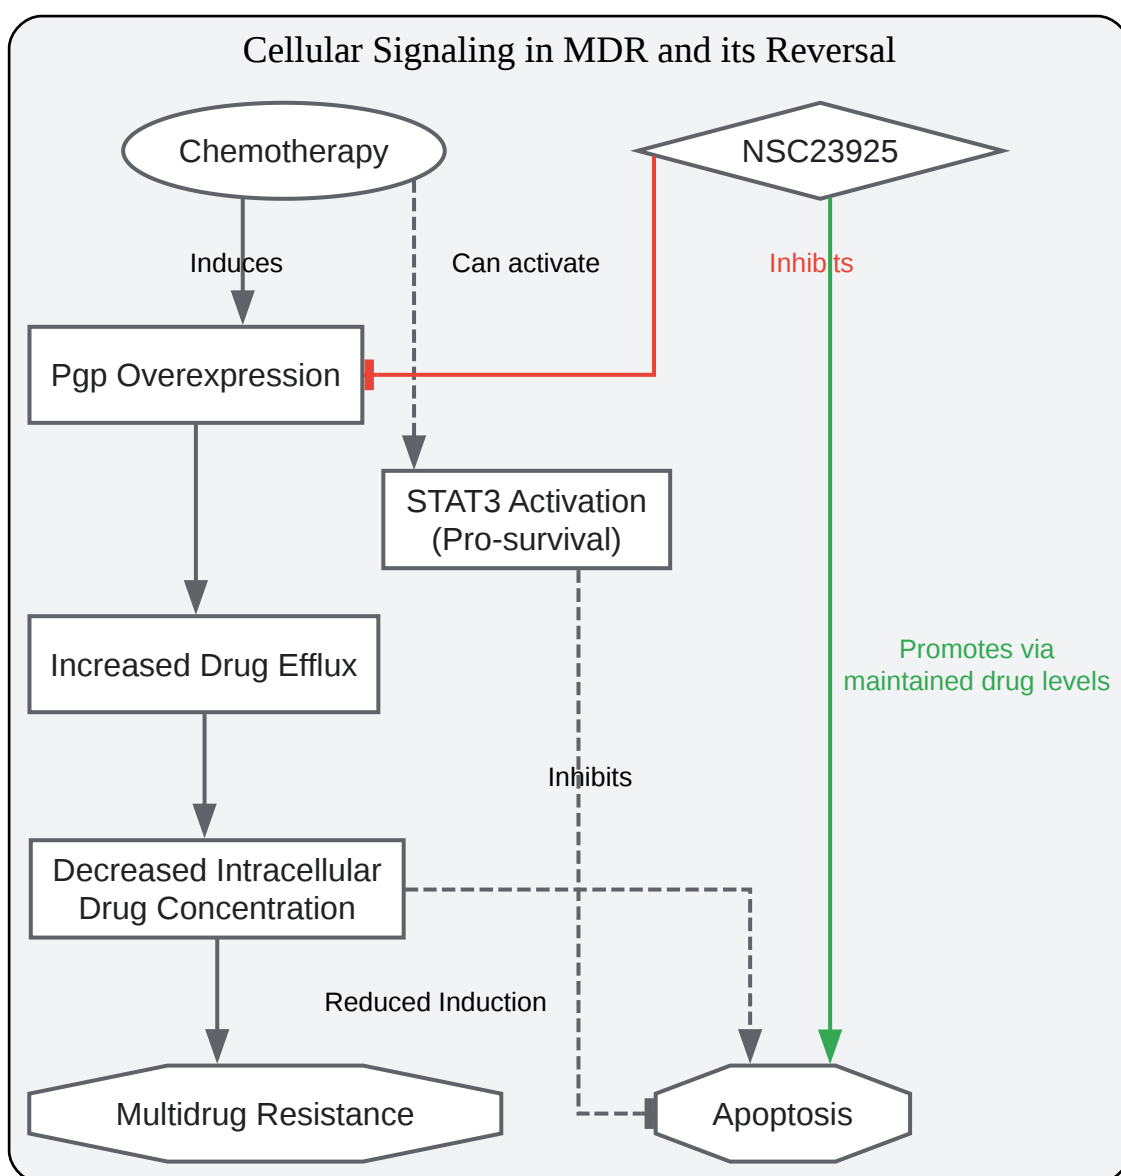 Cellular Signaling in MDR and its Reversal
Chemotherapy
NSC23925
Induces
Can activate
Inhibits
Pgp Overexpression
STAT3 Activation
(Pro-survival)
Increased Drug Efflux
Promotes via
maintained drug levels
Inhibits
Decreased Intracellular
Drug Concentration
Reduced Induction
Multidrug Resistance
Apoptosis